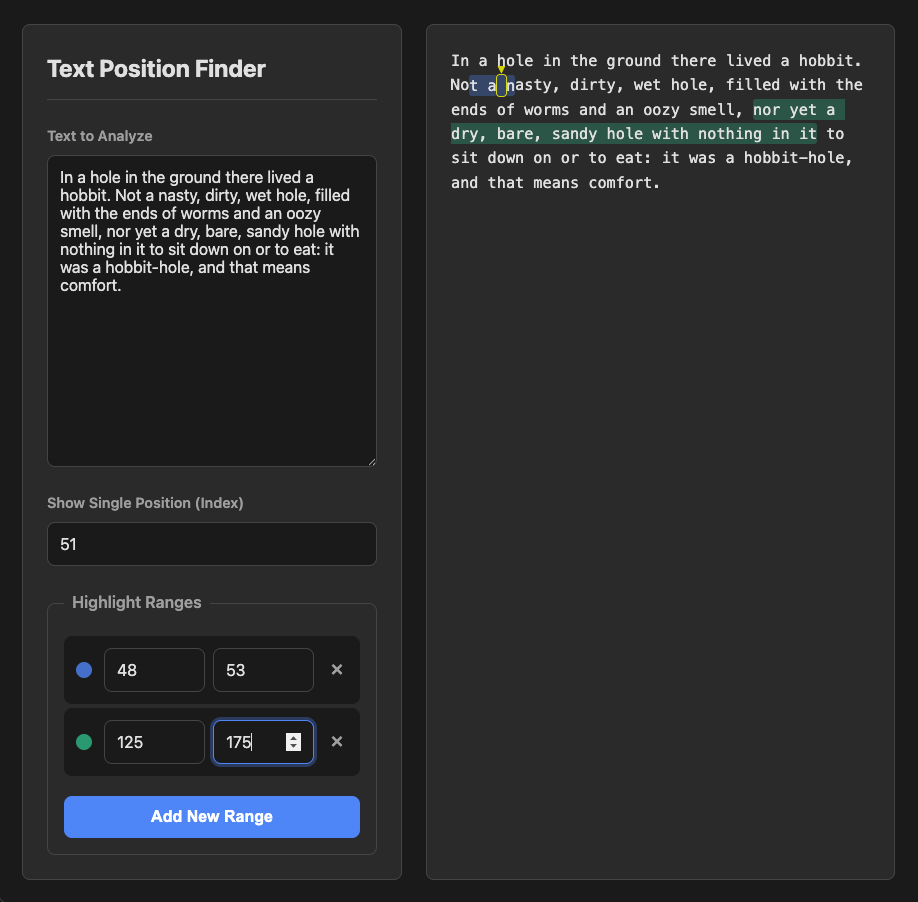 Text Position Finder
Text to Analyze
In a hole in the ground there lived a
hobbit. Not a nasty, dirty, wet hole, filled
with the ends of worms and an oozy
smell, nor yet a dry, bare, sandy hole with
nothing in it to sit down on or to eat: it
was a hobbit-hole, and that means
comfort.
Show Single Position (Index)
51
Highlight Ranges
48 53 ×
125 175 ×
Add New Range
In a hole in the ground there lived a hobbit.
Not a nasty, dirty, wet hole, filled with the
ends of worms and an oozy smell, nor yet a
dry, bare, sandy hole with nothing in it to
sit down on or to eat: it was a hobbit-hole,
and that means comfort.